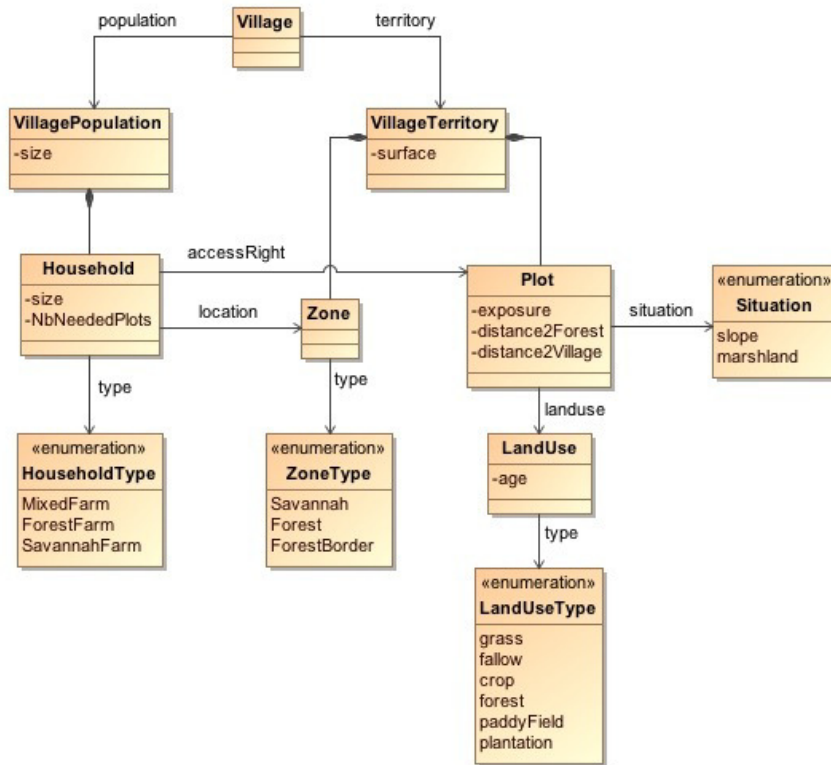 population
Village
territory
VillagePopulation
-size
VillageTerritory
-surface
accessRight
Household
-size
-NbNeededPlots
location
Zone
Plot
-exposure
-distance2Forest
-distance2Village
situation
«enumeration»
Situation
slope
marshland
type
type
landuse
«enumeration»
HouseholdType
MixedFarm
ForestFarm
SavannahFarm
«enumeration»
ZoneType
Savannah
Forest
ForestBorder
LandUse
-age
type
«enumeration»
LandUseType
grass
fallow
crop
forest
paddyField
plantation